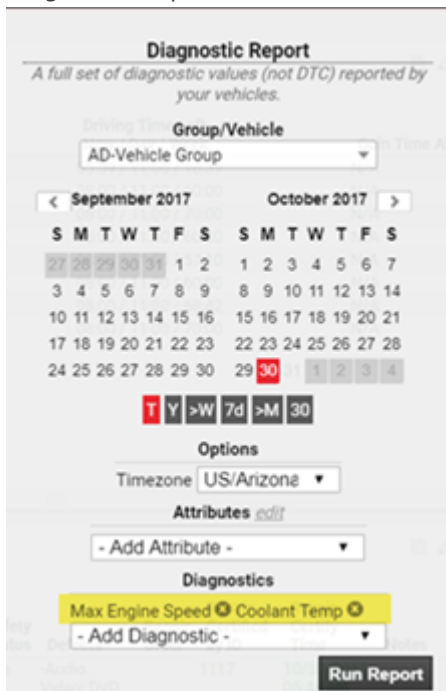 Diagnostic Report
A full set of diagnostic values (not DTC) reported by
your vehicles.
Group/Vehicle
AD-Vehicle Group
< September 2017 October 2017 >
S M T W T F S S M T W T F S
27 28 29 30 31 1 2 1 2 3 4 5 6 7
3 4 5 6 7 8 9 8 9 10 11 12 13 14
10 11 12 13 14 15 16 15 16 17 18 19 20 21
17 18 19 20 21 22 23 22 23 24 25 26 27 28
24 25 26 27 28 29 30 29 30 31 1 2 3 4
T Y >W 7d >M 30
Options
Timezone US/Arizona
Attributes edit
- Add Attribute -
Diagnostics
Max Engine Speed Coolant Temp
- Add Diagnostic -
Run Report